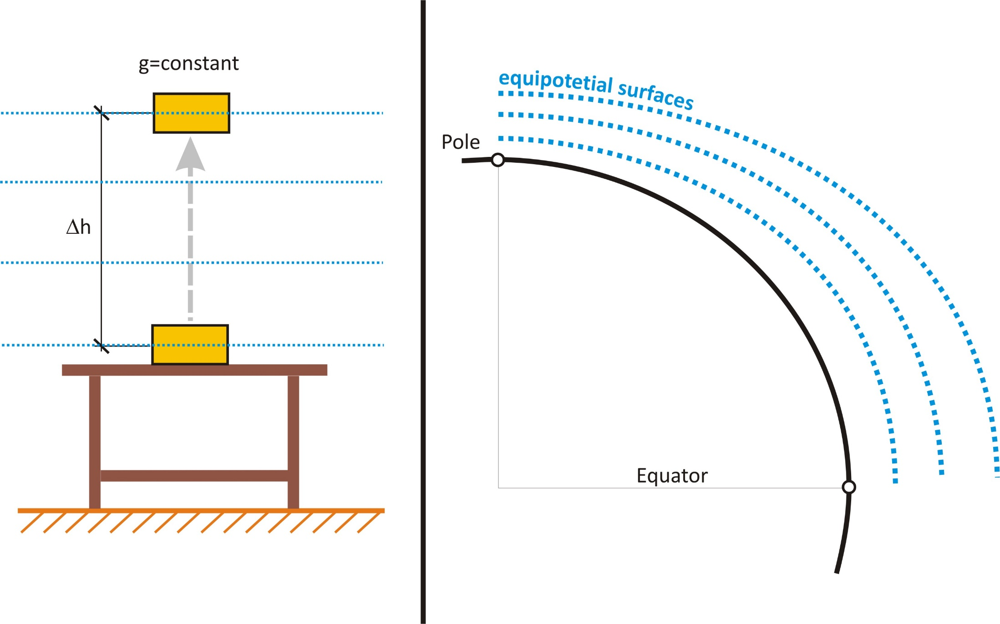 g=constant
Δh
equipotetial surfaces
Pole
Equator